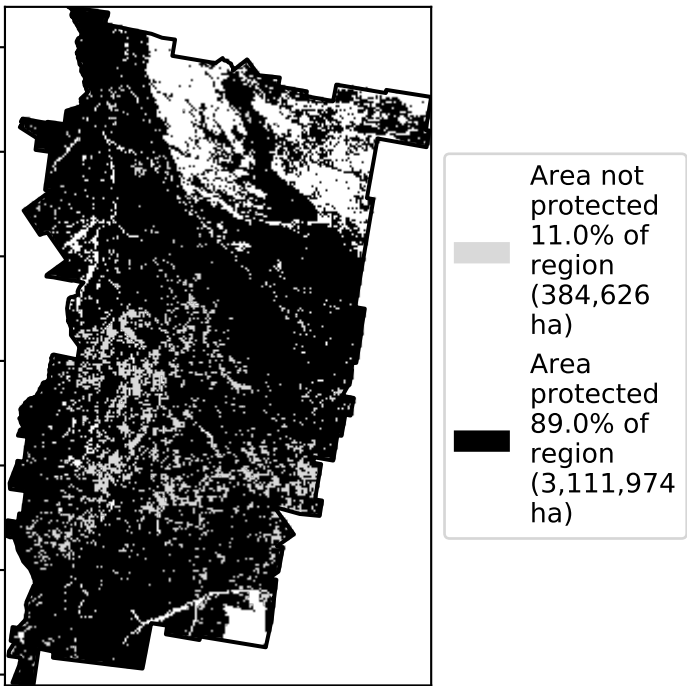 Area not
protected
11.0% of
region
(384,626
ha)
Area
protected
89.0% of
region
(3,111,974
ha)